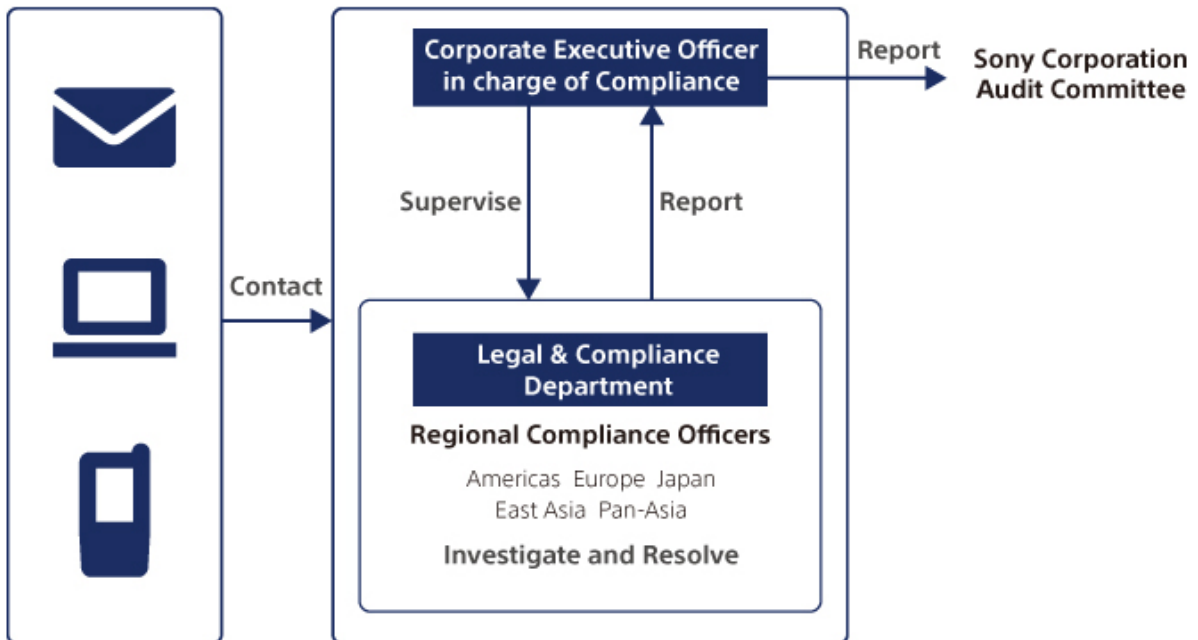 Corporate Executive Officer
in charge of Compliance
Report
Sony Corporation
Audit Committee
Supervise
Report
Contact
Legal & Compliance
Department
Regional Compliance Officers
Americas Europe Japan
East Asia Pan-Asia
Investigate and Resolve